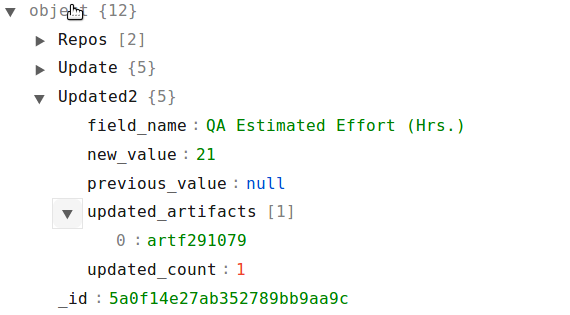 object {12}
Repos [2]
Update {5}
Updated2 {5}
field_name : QA Estimated Effort (Hrs.)
new_value : 21
previous_value : null
updated_artifacts [1]
0 : artf291079
updated_count : 1
_id : 5a0f14e27ab352789bb9aa9c